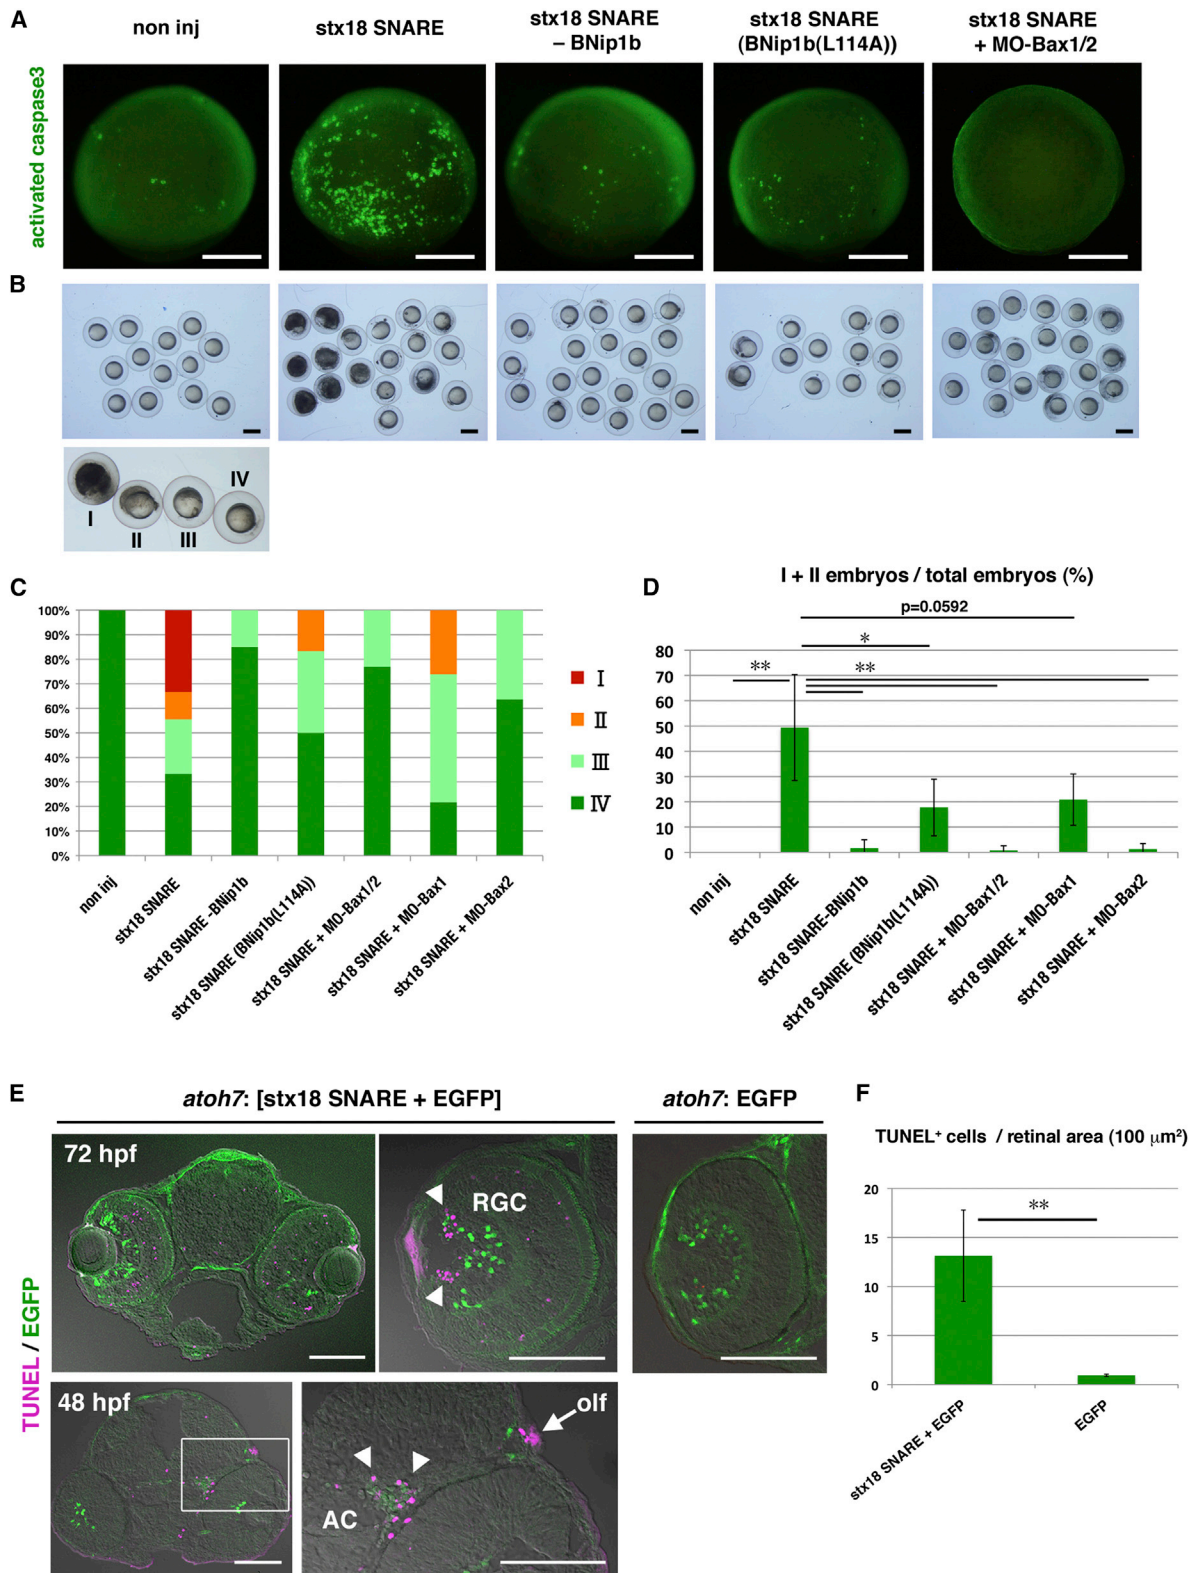 A
non inj
stx18 SNARE
stx18 SNARE
– BNip1b
stx18 SNARE
(BNip1b(L114A))
stx18 SNARE
+ MO-Bax1/2
activated caspase3
B
I
II
III
IV
C
100%
90%
80%
70%
60%
50%
40%
30%
20%
10%
0%
non inj
stx18 SNARE
stx18 SNARE -BNip1b
stx18 SNARE (BNip1b(L114A))
stx18 SNARE + MO-Bax1/2
stx18 SNARE + MO-Bax1
stx18 SNARE + MO-Bax2
I
II
III
IV
D
I + II embryos / total embryos (%)
p=0.0592
*
**
**
80
70
60
50
40
30
20
10
0
non inj
stx18 SNARE
stx18 SNARE-BNip1b
stx18 SANRE (BNip1b(L114A))
stx18 SNARE + MO-Bax1/2
stx18 SNARE + MO-Bax1
stx18 SNARE + MO-Bax2
E
atoh7: [stx18 SNARE + EGFP]
atoh7: EGFP
TUNEL / EGFP
72 hpf
RGC
48 hpf
olf
AC
F
TUNEL⁺ cells / retinal area (100 µm²)
**
20
15
10
5
0
stx18 SNARE + EGFP
EGFP